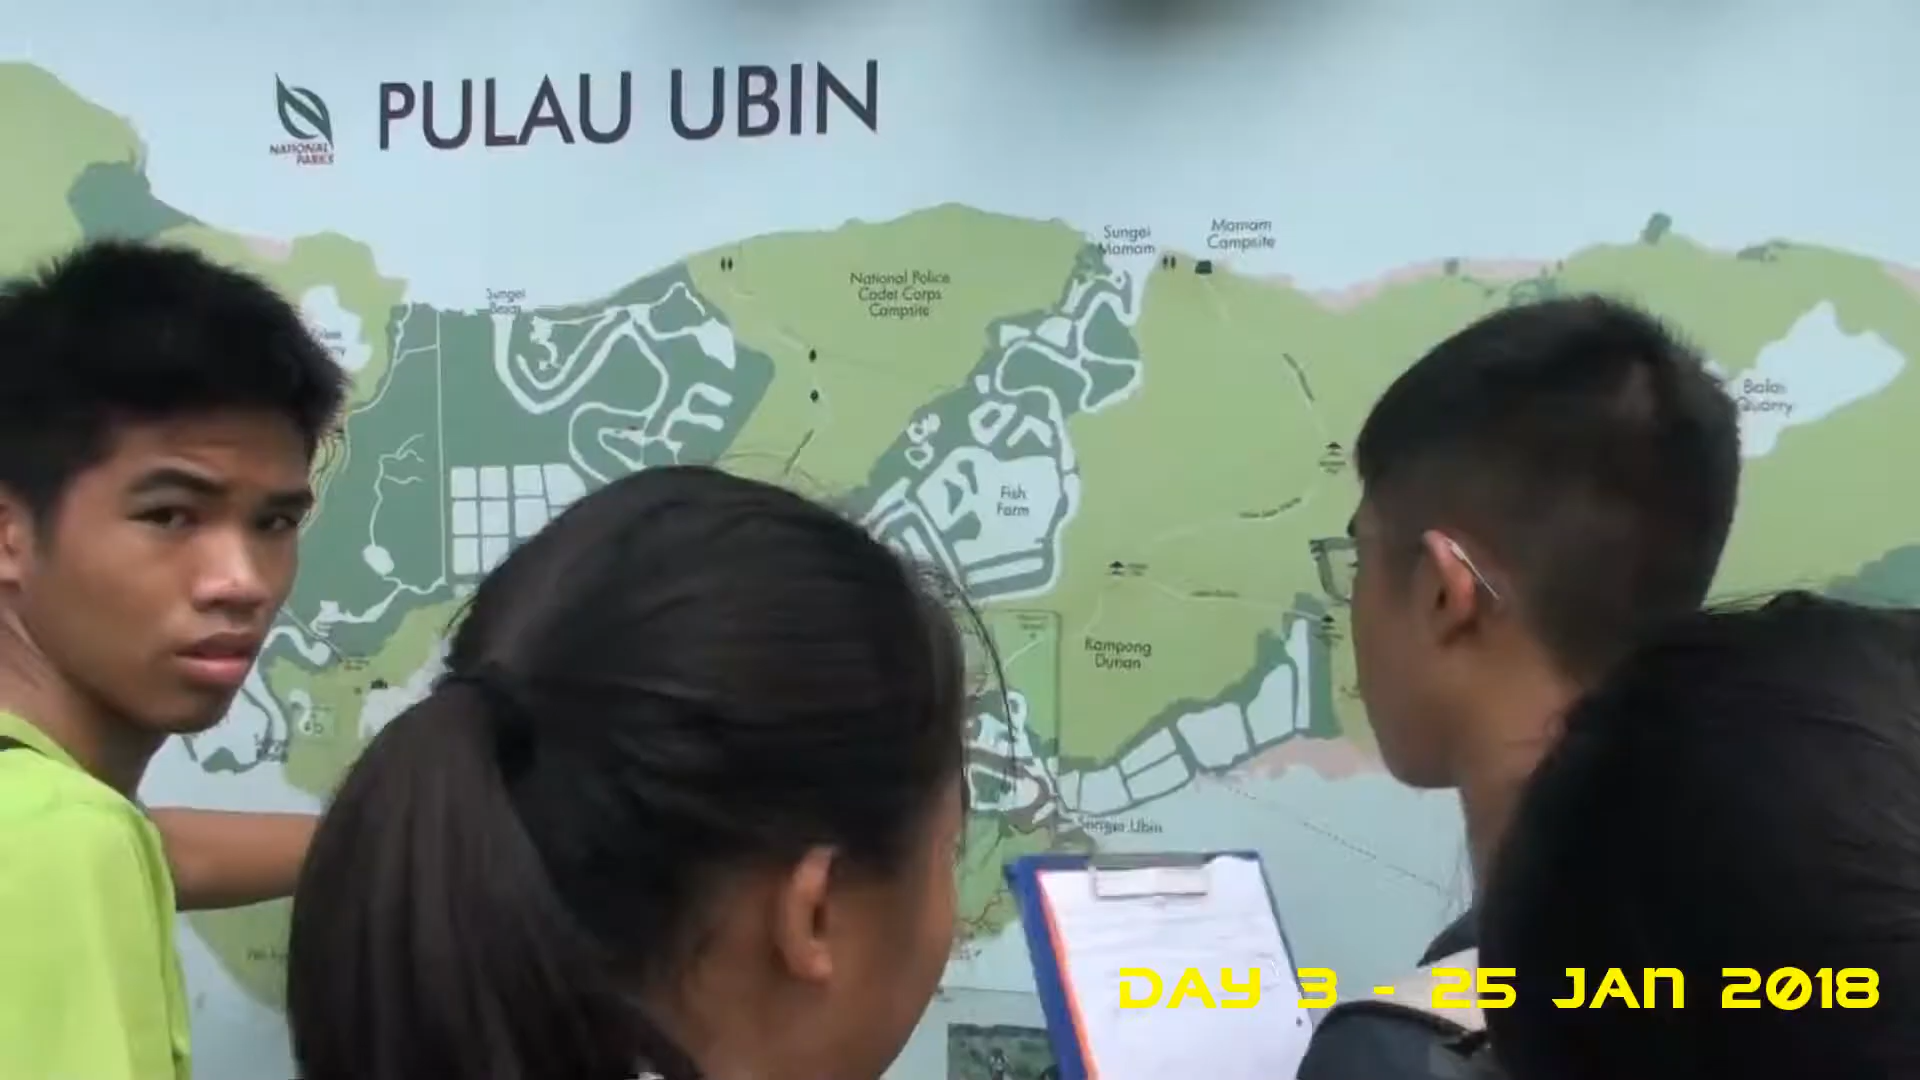 PULAU UBIN
NATIONAL
PARKS
Sungei
Mamam
Mamam
Campsite
National Police
Cadet Corps
Campsite
Sungei
Besar
Balai
Quarry
Fish
Farm
Kampong
Durian
Sungei Ubin
DAY 3 - 25 JAN 2018